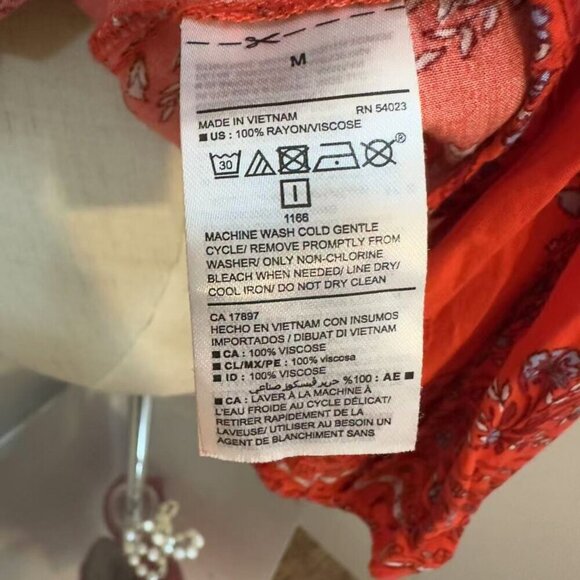 M
MADE IN VIETNAM RN 54023
■ US : 100% RAYON/VISCOSE
30
I
1166
MACHINE WASH COLD GENTLE
CYCLE/ REMOVE PROMPTLY FROM
WASHER/ ONLY NON-CHLORINE
BLEACH WHEN NEEDED/ LINE DRY/
COOL IRON/ DO NOT DRY CLEAN
CA 17897
HECHO EN VIETNAM CON INSUMOS
IMPORTADOS / DIBUAT DI VIETNAM
■ CA : 100% VISCOSE
■ CL/MX/PE : 100% viscosa
■ ID : 100% VISCOSE
■ AE : 100% حرير فيسكوز صناعي
■ CA : LAVER À LA MACHINE À
L'EAU FROIDE AU CYCLE DÉLICAT/
RETIRER RAPIDEMENT DE LA
LAVEUSE/ UTILISER AU BESOIN UN
AGENT DE BLANCHIMENT SANS